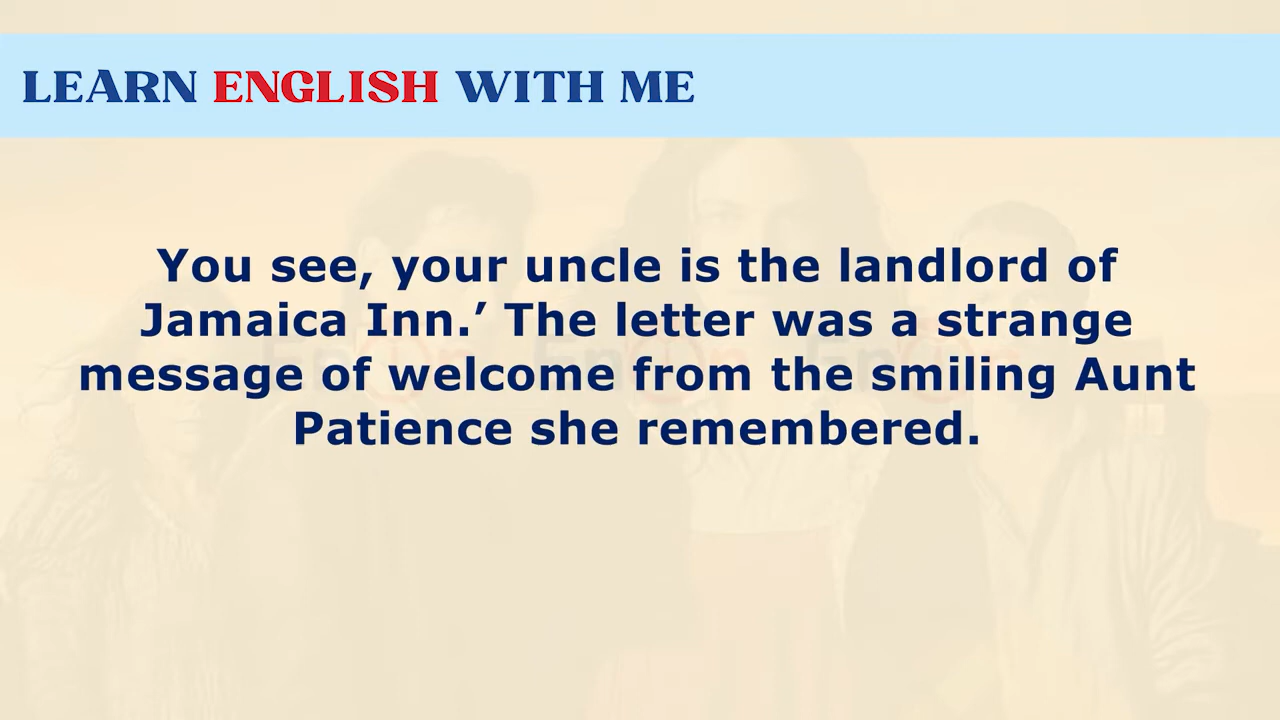 LEARN ENGLISH WITH ME
You see, your uncle is the landlord of
Jamaica Inn.’ The letter was a strange
message of welcome from the smiling Aunt
Patience she remembered.